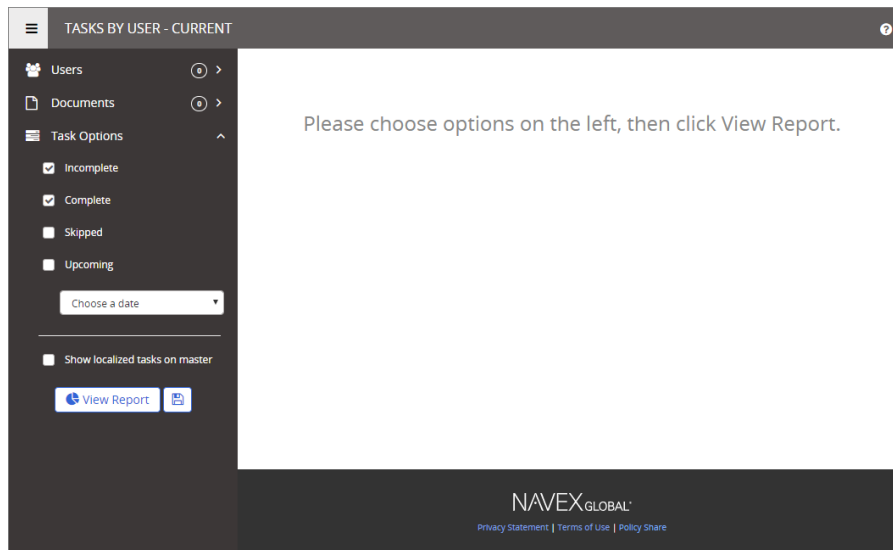 TASKS BY USER - CURRENT
Users 0
Documents 0
Task Options
Incomplete
Complete
Skipped
Upcoming
Choose a date
Show localized tasks on master
View Report
Please choose options on the left, then click View Report.
NAVEX GLOBAL
Privacy Statement | Terms of Use | Policy Share